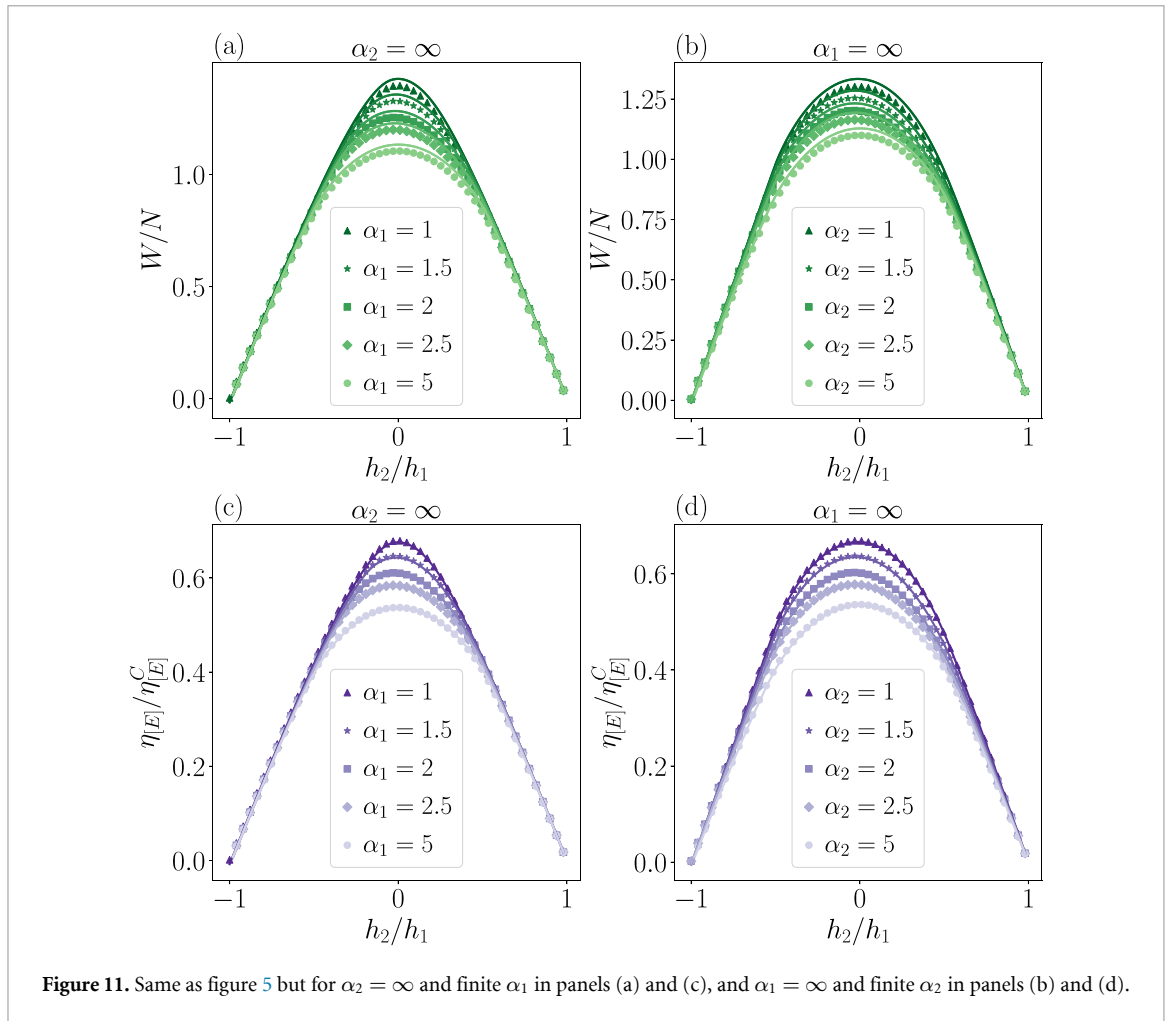 (a)
α₂ = ∞
W/N
1.0
0.5
0.0
α₁ = 1
α₁ = 1.5
α₁ = 2
α₁ = 2.5
α₁ = 5
−1 0 1
h₂/h₁
(b)
α₁ = ∞
W/N
1.25
1.00
0.75
0.50
0.25
0.00
α₂ = 1
α₂ = 1.5
α₂ = 2
α₂ = 2.5
α₂ = 5
−1 0 1
h₂/h₁
(c)
α₂ = ∞
η_[E]/η_[E]^C
0.6
0.4
0.2
0.0
α₁ = 1
α₁ = 1.5
α₁ = 2
α₁ = 2.5
α₁ = 5
−1 0 1
h₂/h₁
(d)
α₁ = ∞
η_[E]/η_[E]^C
0.6
0.4
0.2
0.0
α₂ = 1
α₂ = 1.5
α₂ = 2
α₂ = 2.5
α₂ = 5
−1 0 1
h₂/h₁
Figure 11. Same as figure 5 but for α₂ = ∞ and finite α₁ in panels (a) and (c), and α₁ = ∞ and finite α₂ in panels (b) and (d).